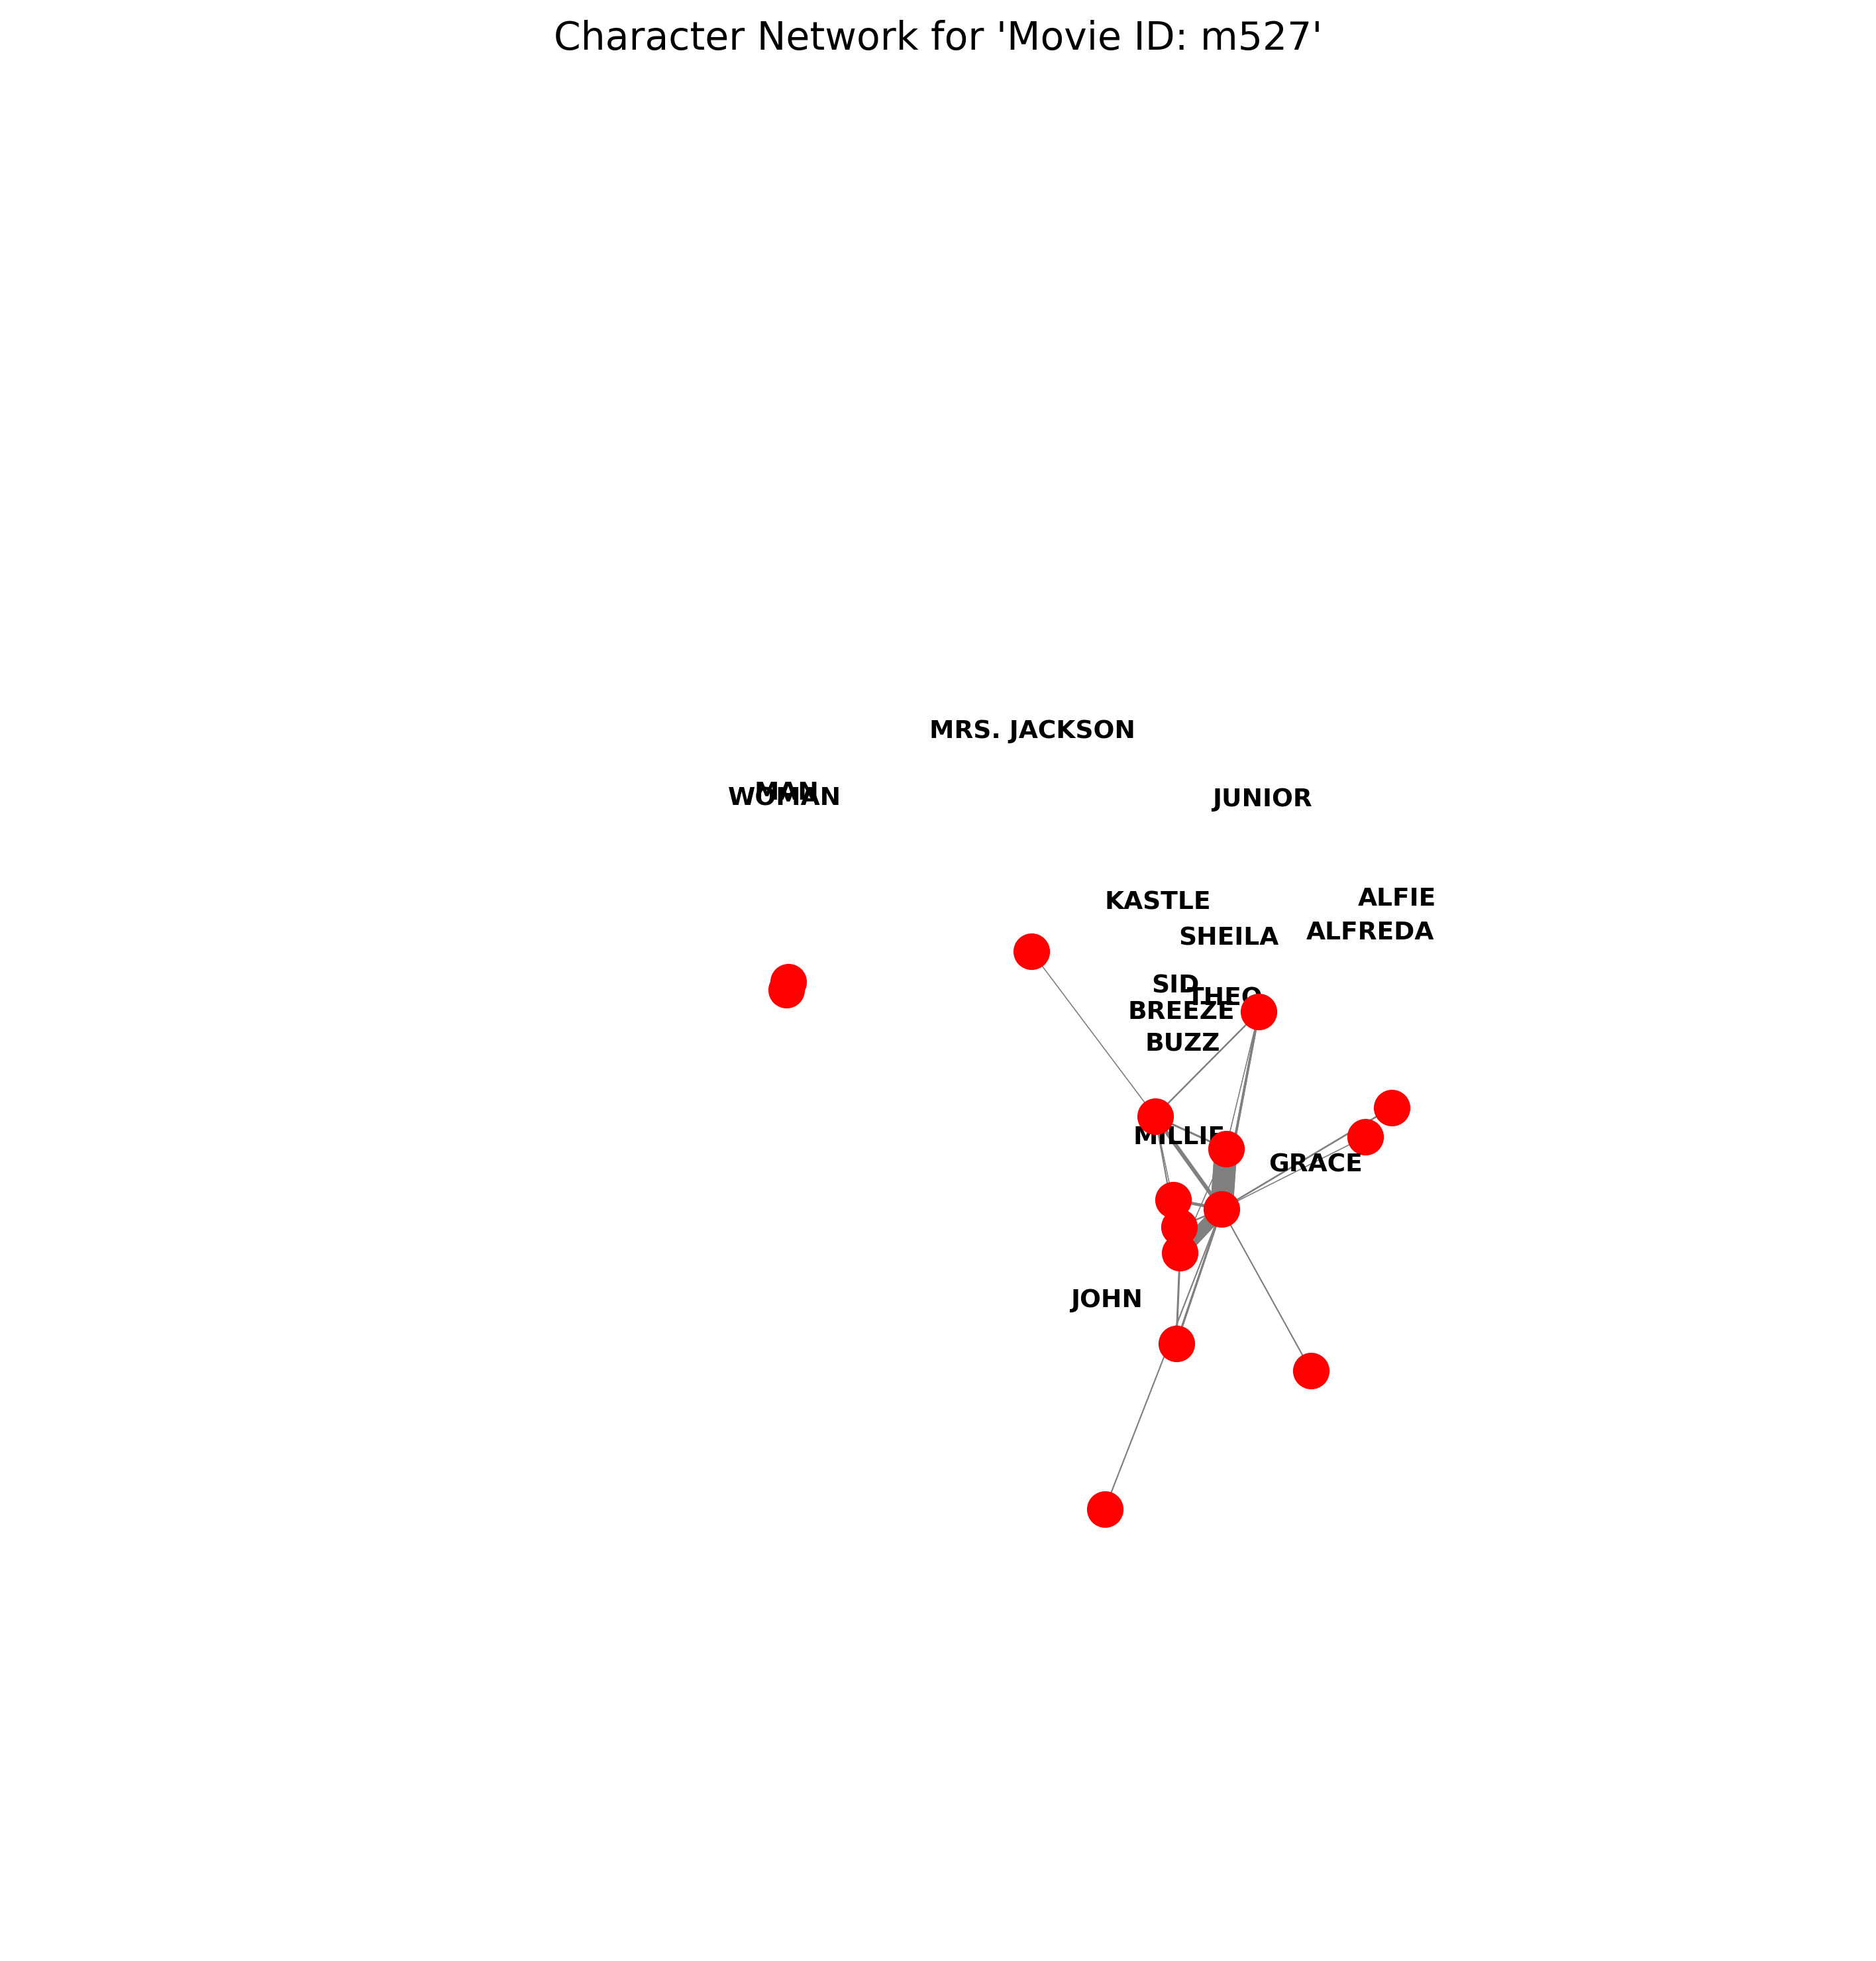 Character Network for 'Movie ID: m527'
MRS. JACKSON
MAN
WOMAN
JUNIOR
KASTLE
ALFIE
SHEILA
ALFREDA
SID
THEO
BREEZE
BUZZ
MILLIE
GRACE
JOHN